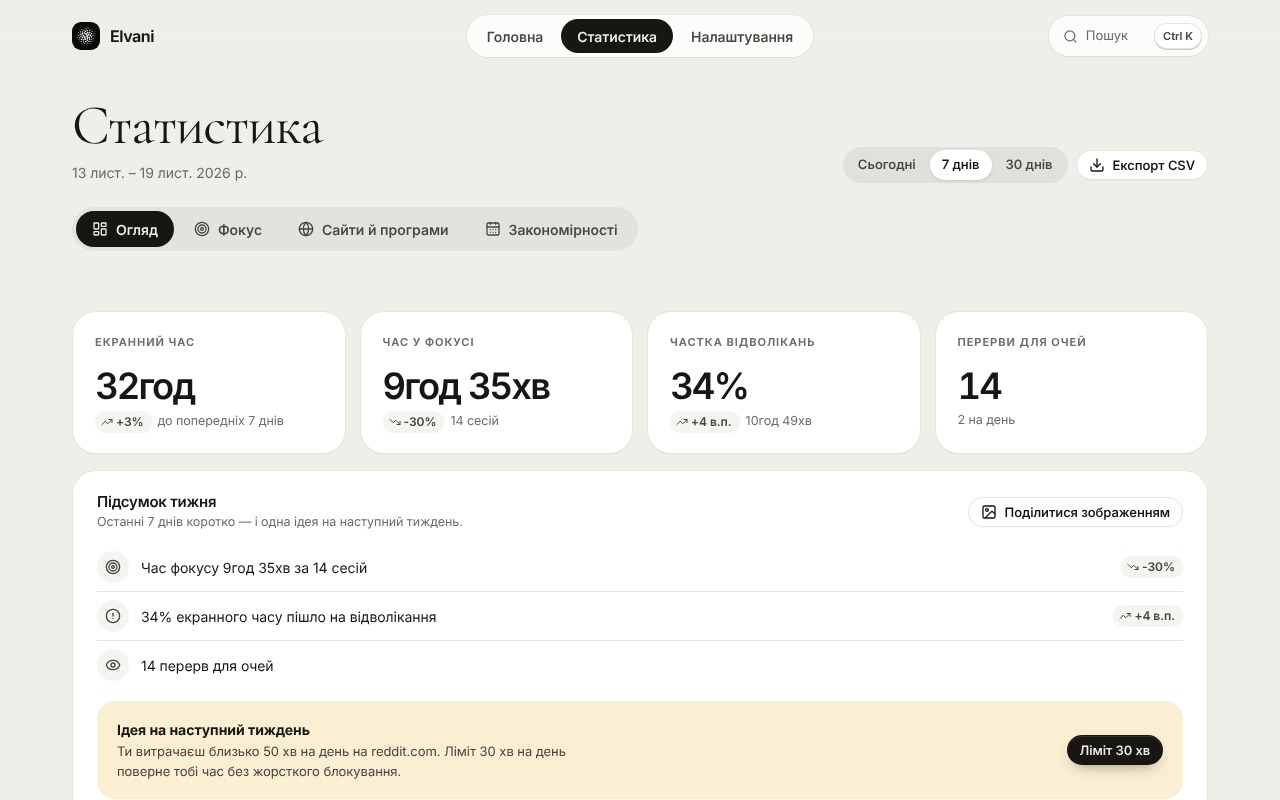 Elvani
Головна
Статистика
Налаштування
Пошук
Ctrl K
Статистика
13 лист. – 19 лист. 2026 р.
Сьогодні
7 днів
30 днів
Експорт CSV
Огляд
Фокус
Сайти й програми
Закономірності
ЕКРАННИЙ ЧАС
32год
+3% до попередніх 7 днів
ЧАС У ФОКУСІ
9год 35хв
-30% 14 сесій
ЧАСТКА ВІДВОЛІКАНЬ
34%
+4 в.п. 10год 49хв
ПЕРЕРВИ ДЛЯ ОЧЕЙ
14
2 на день
Підсумок тижня
Останні 7 днів коротко — і одна ідея на наступний тиждень.
Поділитися зображенням
Час фокусу 9год 35хв за 14 сесій
-30%
34% екранного часу пішло на відволікання
+4 в.п.
14 перерв для очей
Ідея на наступний тиждень
Ти витрачаєш близько 50 хв на день на reddit.com. Ліміт 30 хв на день
поверне тобі час без жорсткого блокування.
Ліміт 30 хв